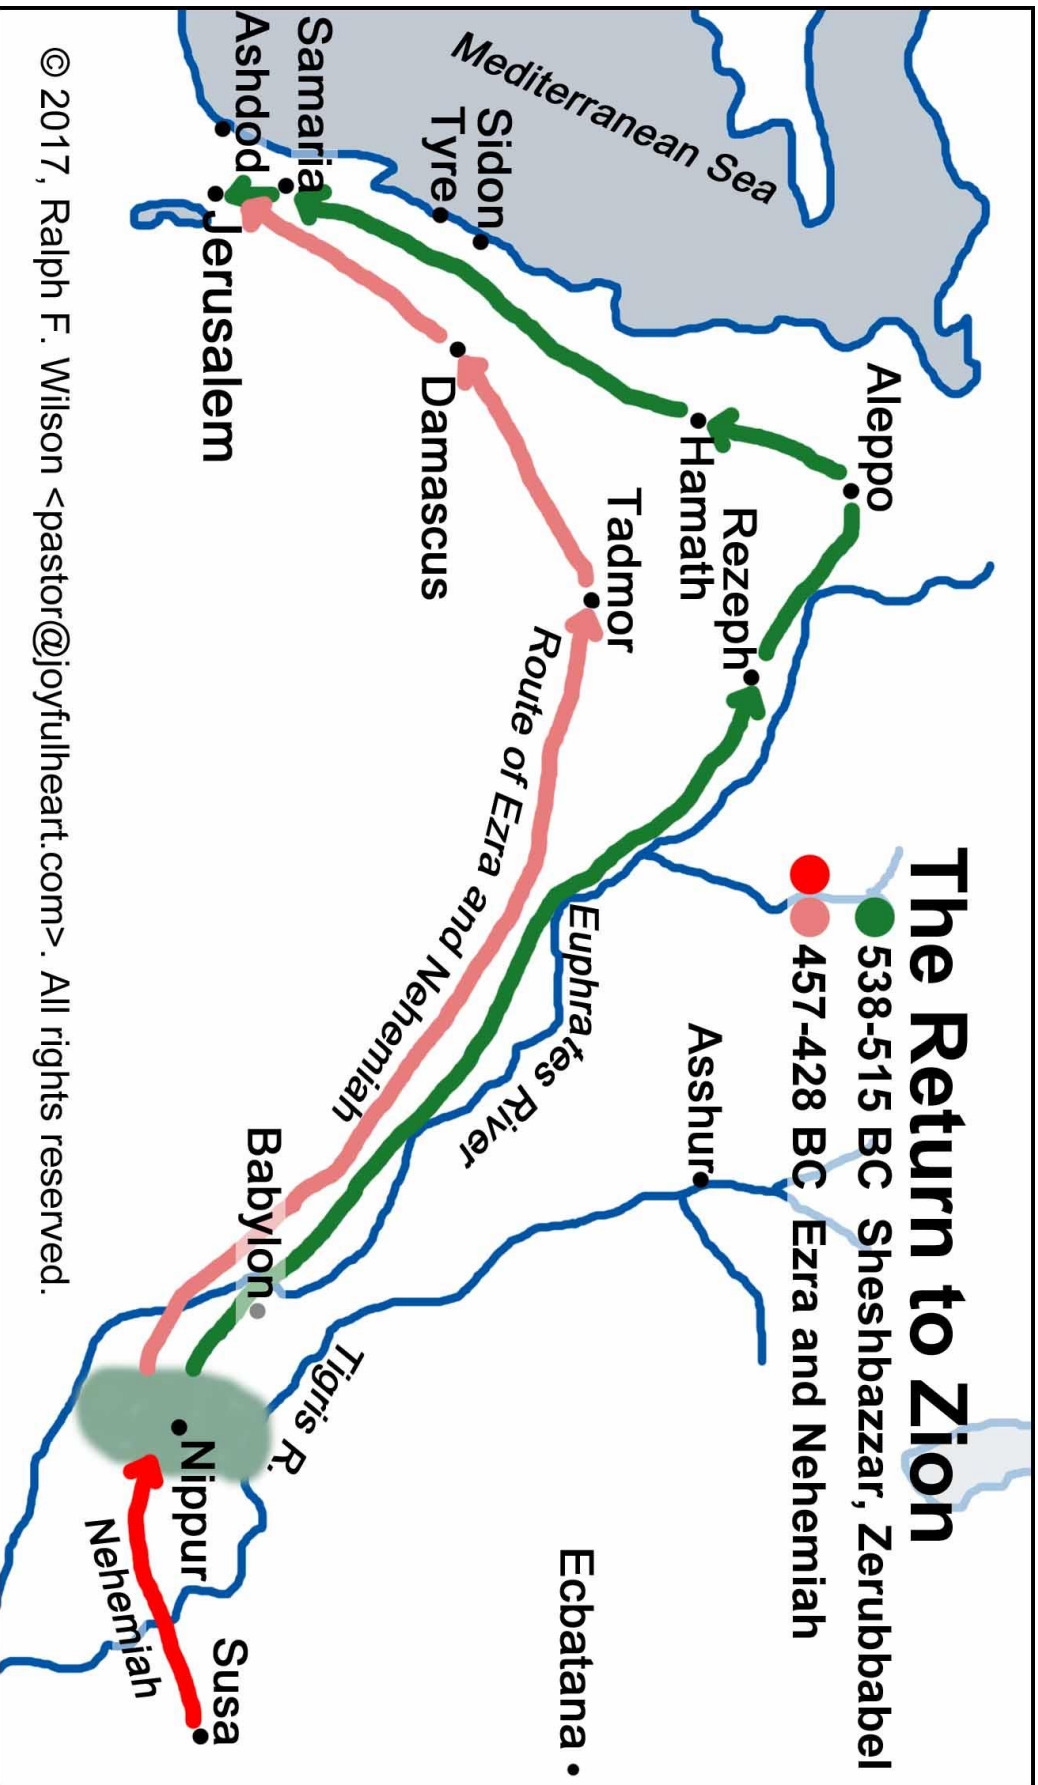 The Return to Zion
538-515 BC Sheshbazzar, Zerubbabel
457-428 BC Ezra and Nehemiah
Mediterranean Sea
Aleppo
Hamath
Rezeph
Tadmor
Sidon
Tyre
Damascus
Samaria
Ashdod
Jerusalem
Asshur
Euphrates River
Route of Ezra and Nehemiah
Ecbatana
Tigris R.
Babylon
Nippur
Susa
Nehemiah
© 2017, Ralph F. Wilson <pastor@joyfulheart.com>. All rights reserved.